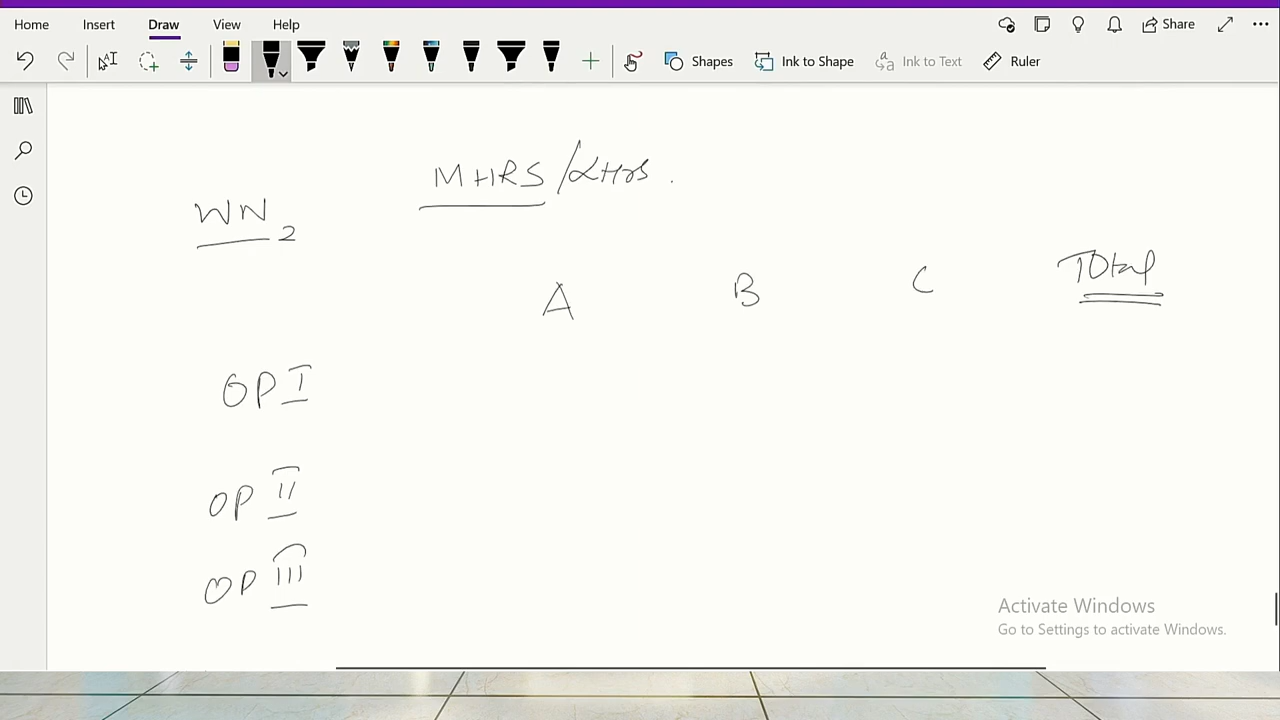 Home Insert Draw View Help Share
Shapes Ink to Shape Ink to Text Ruler
MHRS/LHrs.
WN 2
A B C Total
OP I
OP II
OP III
Activate Windows
Go to Settings to activate Windows.